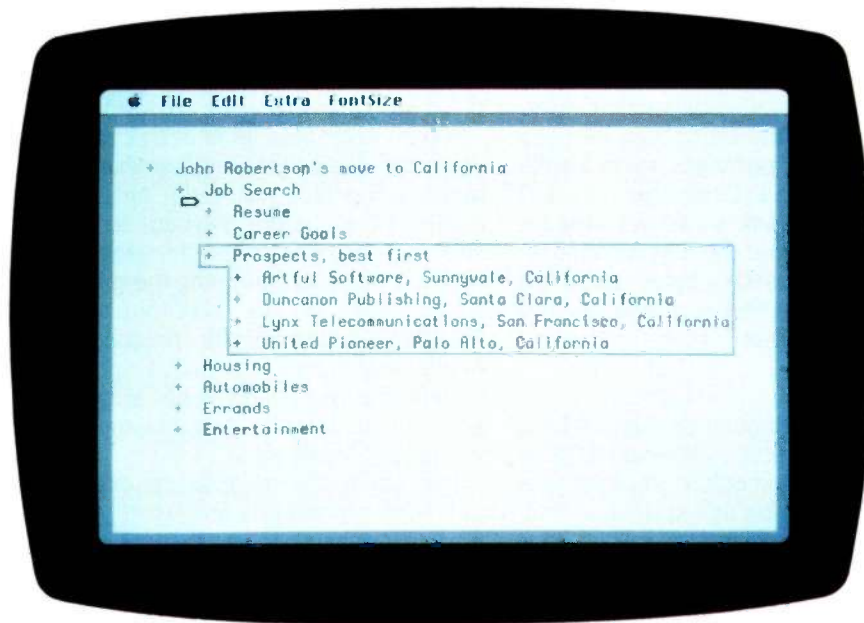 File Edit Extra FontSize
+ John Robertson's move to California
+ Job Search
+ Resume
+ Career Goals
+ Prospects, best first
+ Artful Software, Sunnyvale, California
+ Duncanon Publishing, Santa Clara, California
+ Lynx Telecommunications, San Francisco, California
+ United Pioneer, Palo Alto, California
+ Housing
+ Automobiles
+ Errands
+ Entertainment